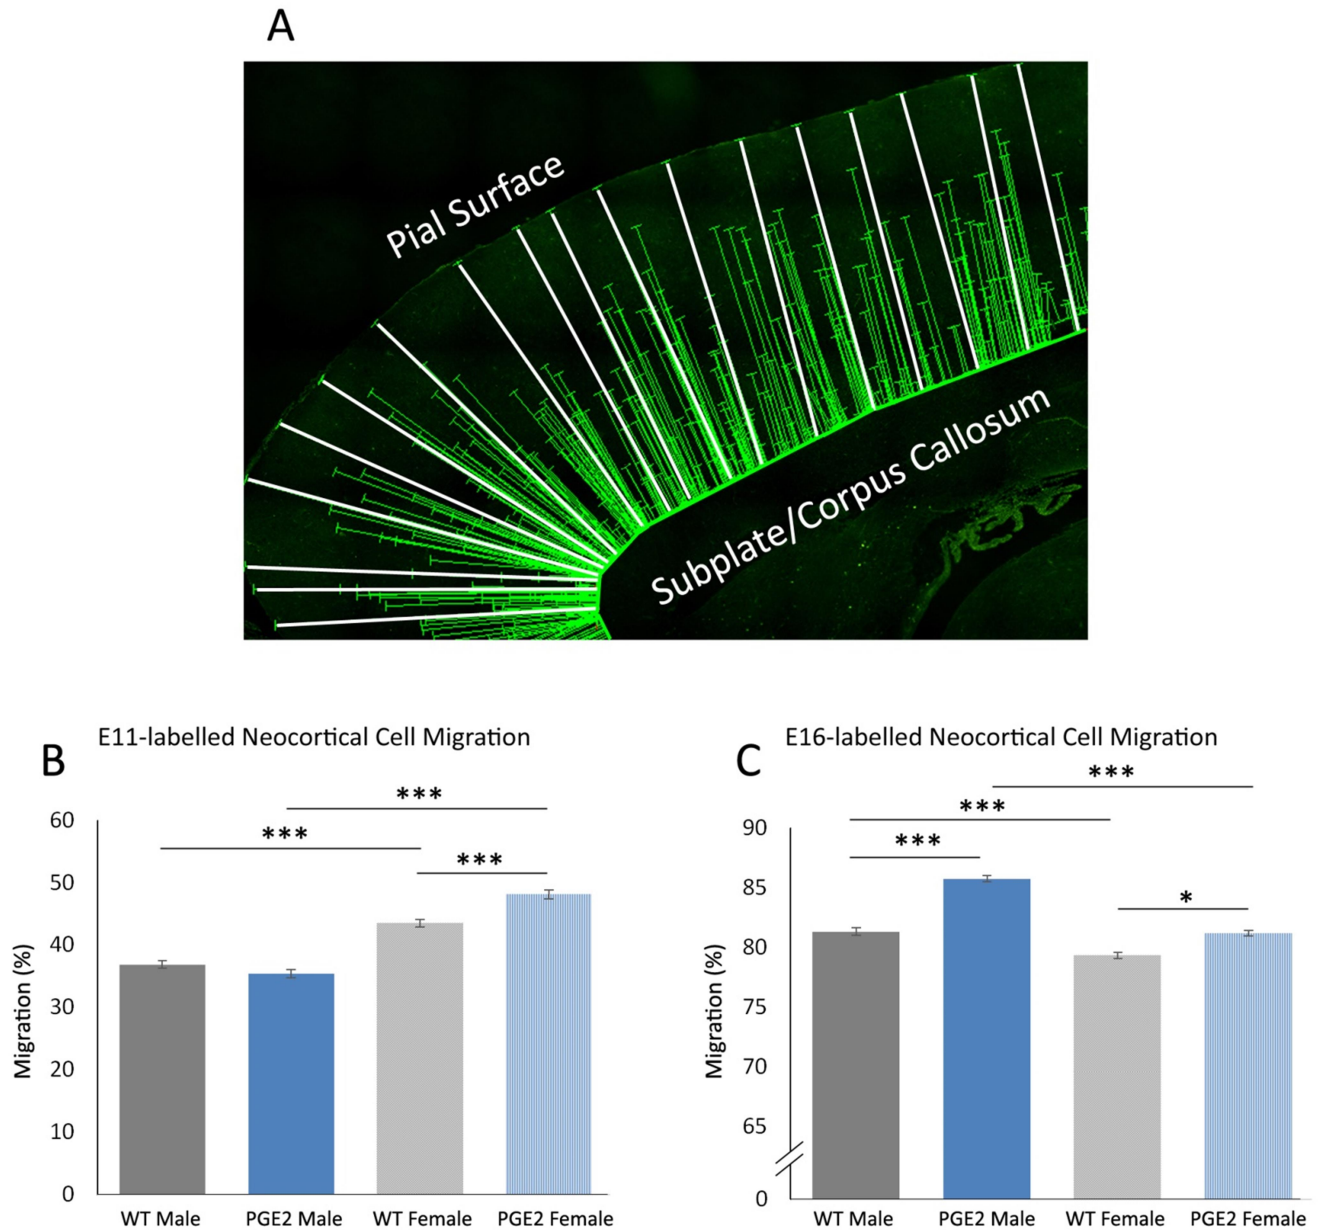 A
Pial Surface
Subplate/Corpus Callosum
B
E11-labelled Neocortical Cell Migration
***
***
***
Migration (%)
60
50
40
30
20
10
0
WT Male PGE2 Male WT Female PGE2 Female
C
E16-labelled Neocortical Cell Migration
***
***
***
*
Migration (%)
90
85
80
75
70
65
0
WT Male PGE2 Male WT Female PGE2 Female